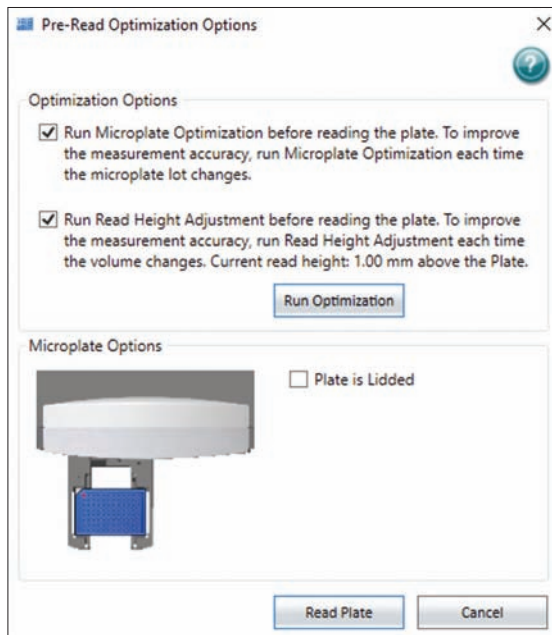 Pre-Read Optimization Options
?
Optimization Options
Run Microplate Optimization before reading the plate. To improve
the measurement accuracy, run Microplate Optimization each time
the microplate lot changes.
Run Read Height Adjustment before reading the plate. To improve
the measurement accuracy, run Read Height Adjustment each time
the volume changes. Current read height: 1.00 mm above the Plate.
Run Optimization
Microplate Options
Plate is Lidded
Read Plate
Cancel